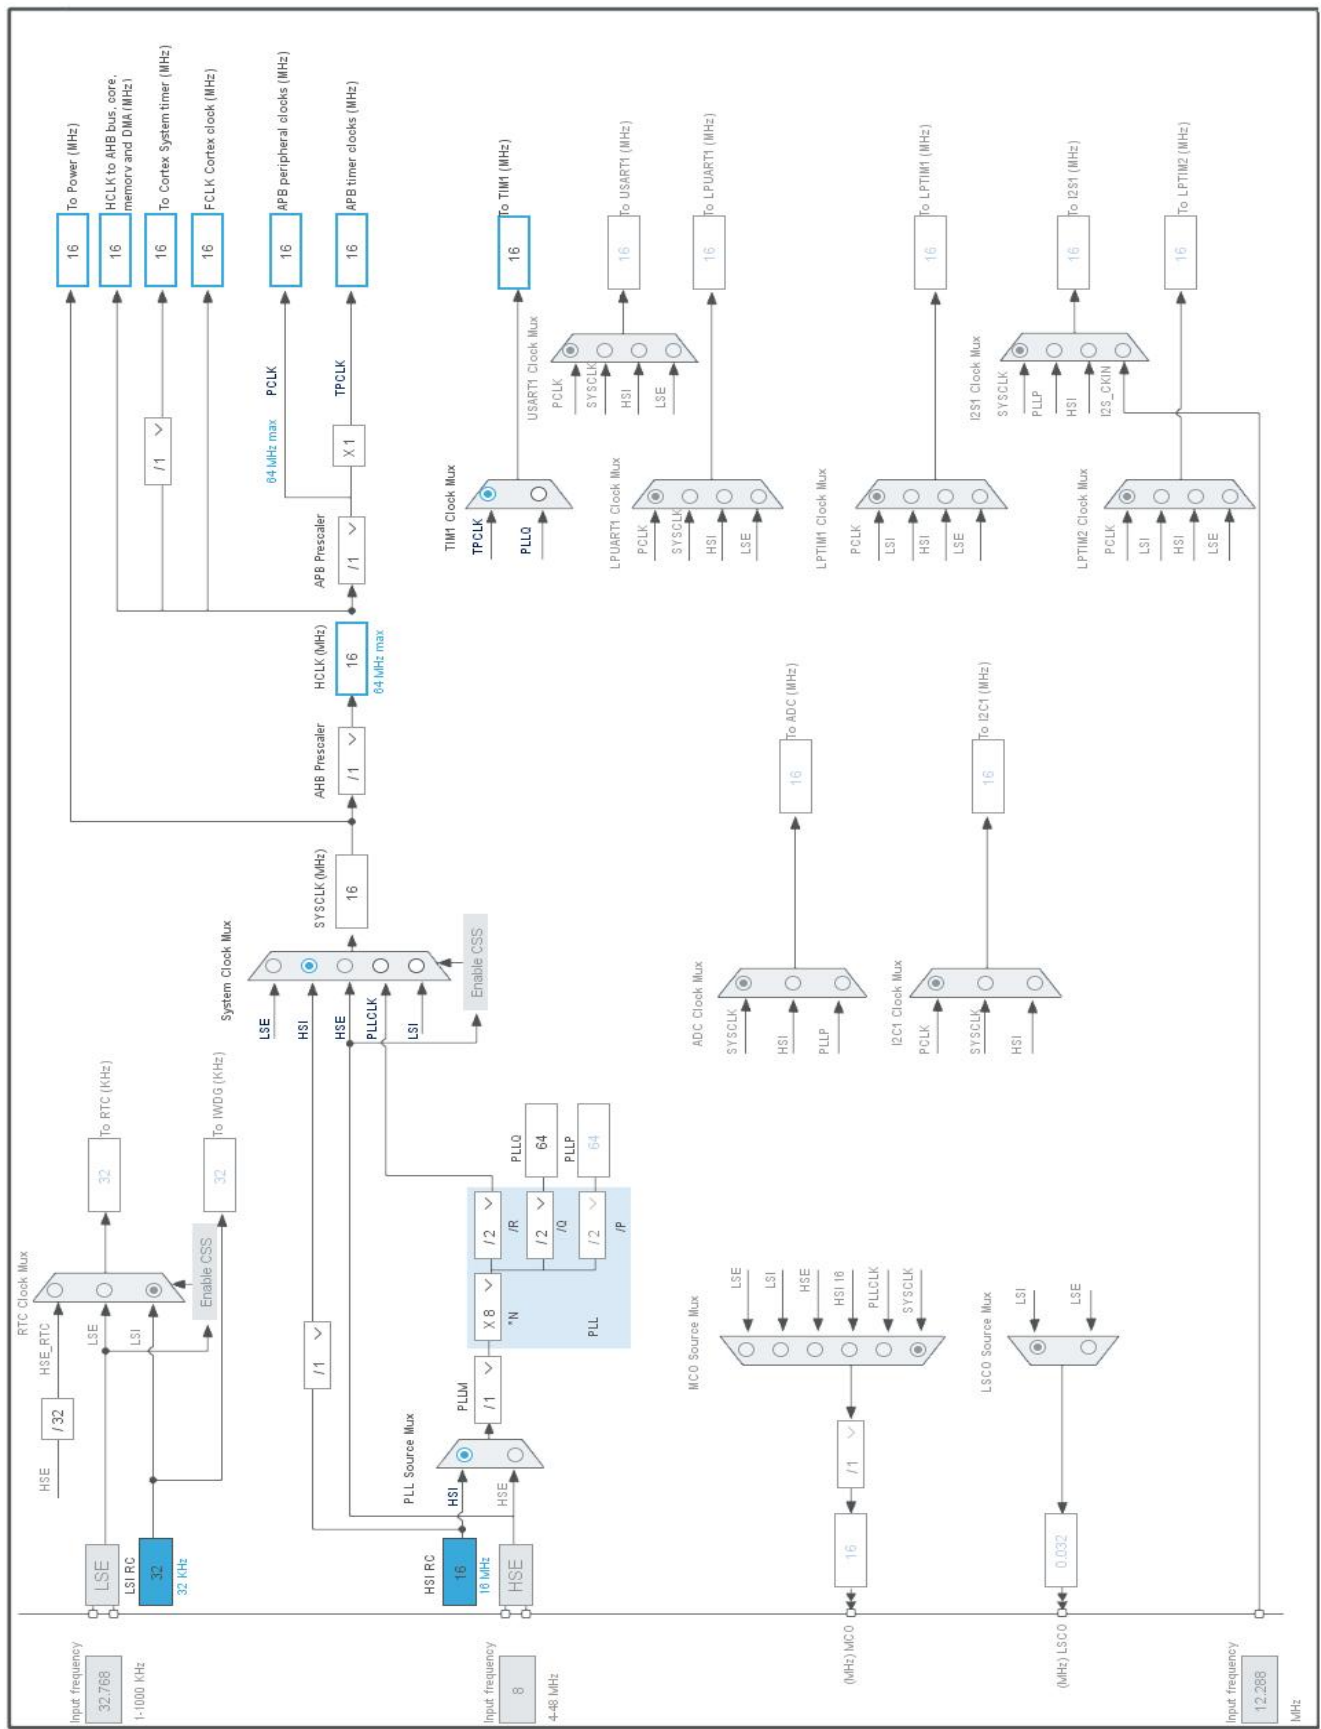 Input frequency
32.768
1-1000 KHz
LSE
LSI RC
32
32 KHz
HSE
/ 32
HSE_RTC
LSE
LSI
RTC Clock Mux
Enable CSS
32
To RTC (KHz)
32
To IWDG (KHz)
Input frequency
8
4-48 MHz
HSI RC
16
16 MHz
HSE
/ 1
PLL Source Mux
HSI
HSE
PLLM
/ 1
X 8
*N
/ 2
/R
/ 2
/Q
/ 2
/P
PLL
PLLQ
64
PLLP
64
System Clock Mux
LSE
HSI
HSE
PLLCLK
LSI
Enable CSS
SYSCLK (MHz)
16
AHB Prescaler
/ 1
HCLK (MHz)
16
64 MHz max
APB Prescaler
/ 1
/ 1
X 1
64 MHz max
PCLK
TPCLK
16
To Power (MHz)
16
HCLK to AHB bus, core,
memory and DMA (MHz)
16
To Cortex System timer (MHz)
16
FCLK Cortex clock (MHz)
16
APB peripheral clocks (MHz)
16
APB timer clocks (MHz)
TIM1 Clock Mux
TPCLK
PLLQ
16
To TIM1 (MHz)
USART1 Clock Mux
PCLK
SYSCLK
HSI
LSE
16
To USART1 (MHz)
LPUART1 Clock Mux
PCLK
SYSCLK
HSI
LSE
16
To LPUART1 (MHz)
ADC Clock Mux
SYSCLK
HSI
PLLP
16
To ADC (MHz)
LPTIM1 Clock Mux
PCLK
LSI
HSI
LSE
16
To LPTIM1 (MHz)
I2C1 Clock Mux
PCLK
SYSCLK
HSI
16
To I2C1 (MHz)
I2S1 Clock Mux
SYSCLK
PLLP
HSI
I2S_CKIN
16
To I2S1 (MHz)
LPTIM2 Clock Mux
PCLK
LSI
HSI
LSE
16
To LPTIM2 (MHz)
MCO Source Mux
LSE
LSI
HSE
HSI 16
PLLCLK
SYSCLK
/ 1
16
(MHz) MCO
LSCO Source Mux
LSI
LSE
0.032
(MHz) LSCO
Input frequency
12.288
MHz